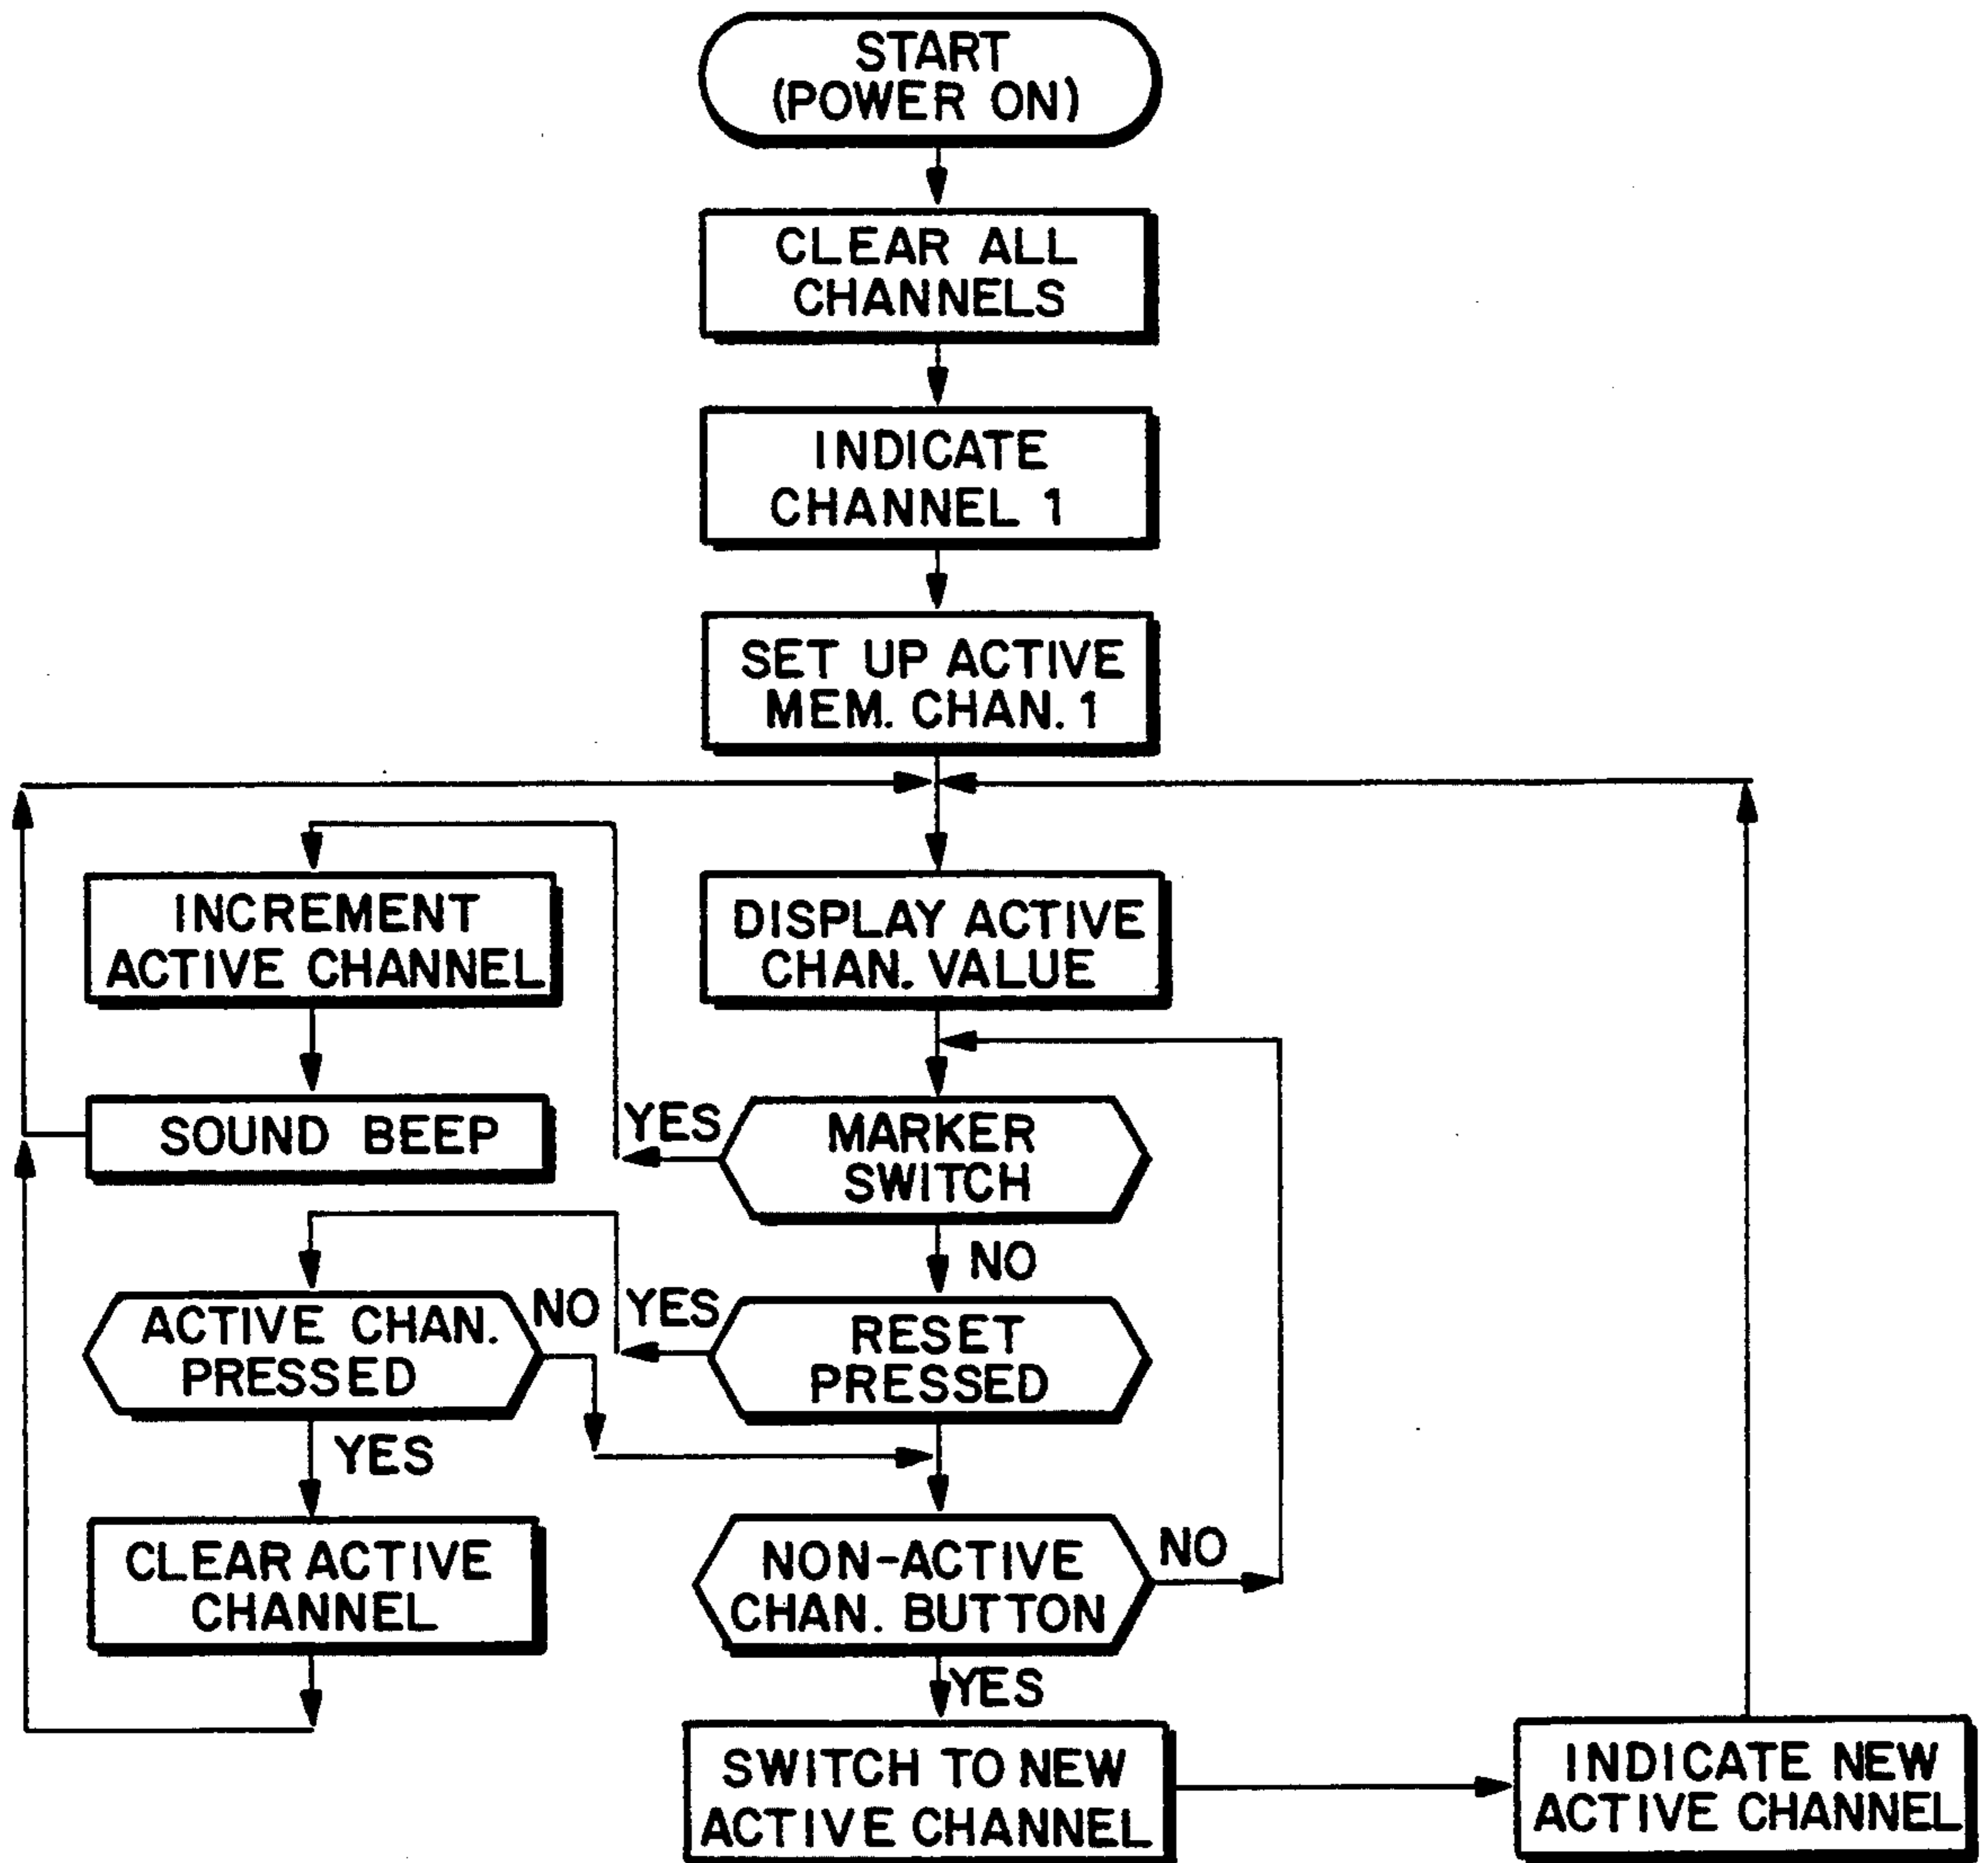 START
(POWER ON)
CLEAR ALL
CHANNELS
INDICATE
CHANNEL 1
SET UP ACTIVE
MEM. CHAN. 1
INCREMENT
ACTIVE CHANNEL
DISPLAY ACTIVE
CHAN. VALUE
SOUND BEEP
YES
MARKER
SWITCH
NO
ACTIVE CHAN.
PRESSED
NO
YES
RESET
PRESSED
YES
CLEAR ACTIVE
CHANNEL
NON-ACTIVE
CHAN. BUTTON
NO
YES
SWITCH TO NEW
ACTIVE CHANNEL
INDICATE NEW
ACTIVE CHANNEL